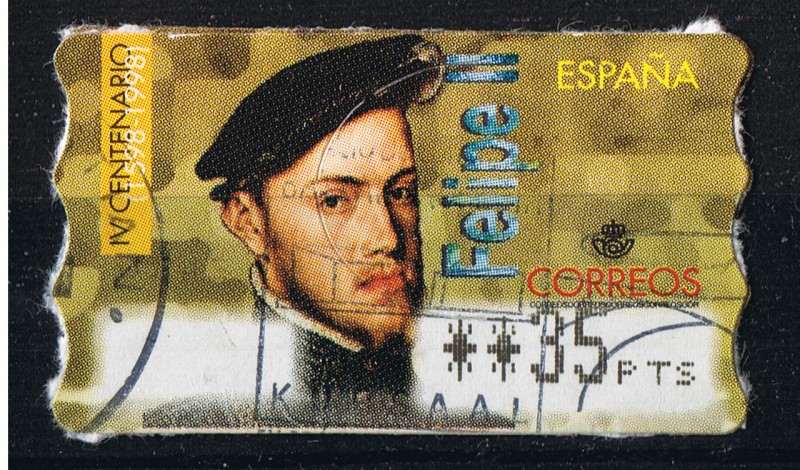 IV CENTENARIO
(1598-1998)
Felipe II
ESPAÑA
CORREOS
**35 PTS